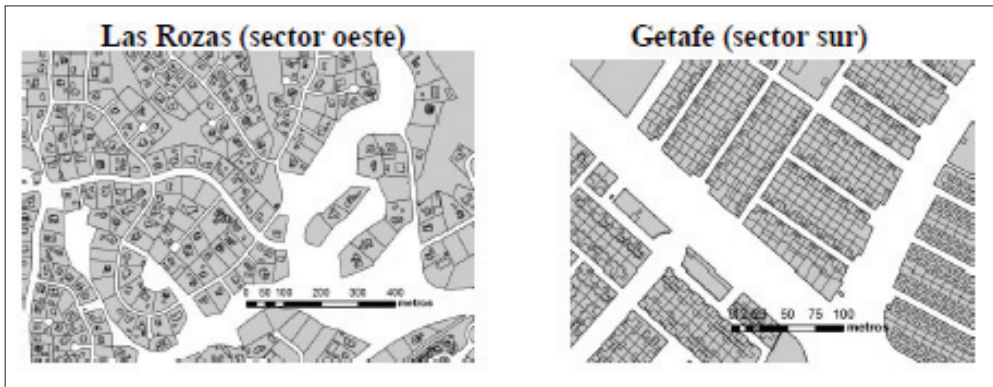 Las Rozas (sector oeste)
Getafe (sector sur)
0 50 100 200 300 400
metros
50 75 100
metros